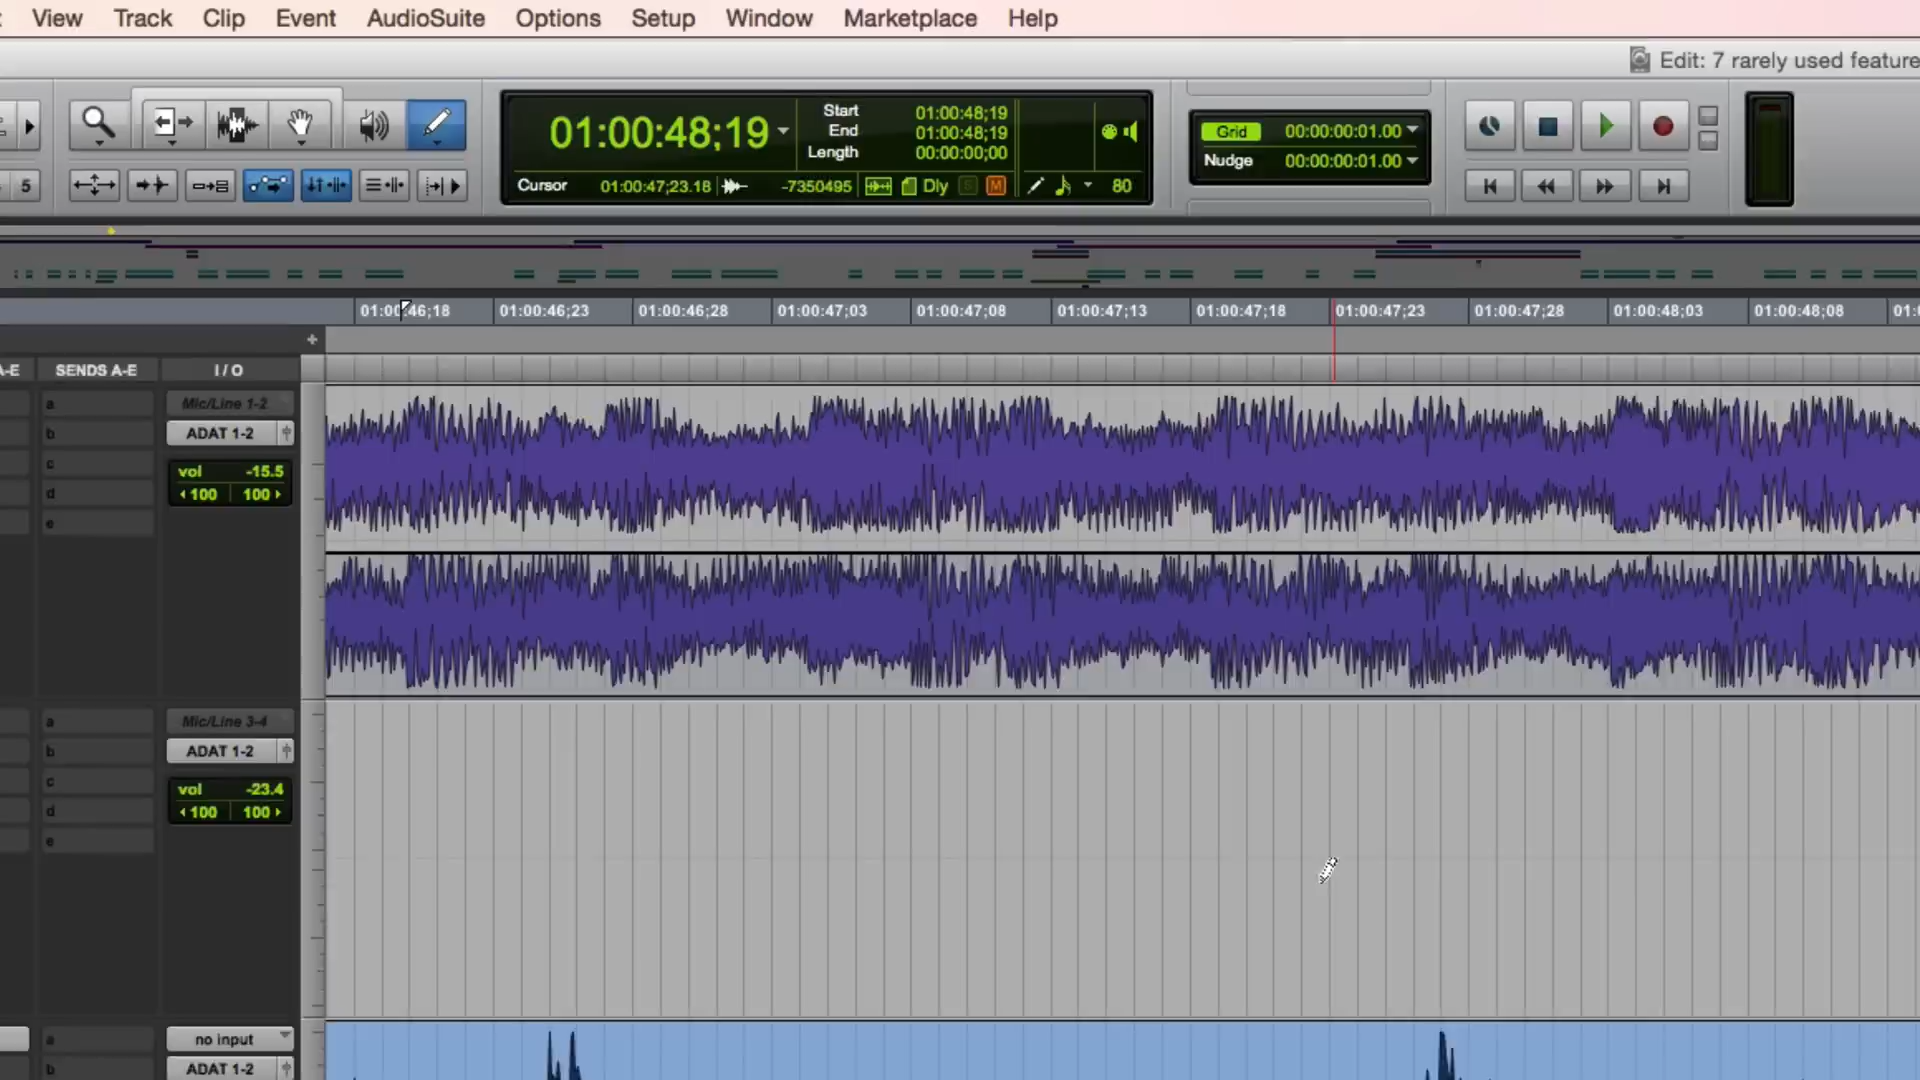 View Track Clip Event AudioSuite Options Setup Window Marketplace Help
Edit: 7 rarely used feature
01:00:48;19
Start 01:00:48;19
End 01:00:48;19
Length 00:00:00;00
Cursor 01:00:47;23.18 -7350495 Dly S M 80
Grid 00:00:00:01.00
Nudge 00:00:00:01.00
5
01:00:46;18 01:00:46;23 01:00:46;28 01:00:47;03 01:00:47;08 01:00:47;13 01:00:47;18 01:00:47;23 01:00:47;28 01:00:48;03 01:00:48;08 01:
A-E SENDS A-E I / O
a Mic/Line 1-2
b ADAT 1-2
c vol -15.5
d 100 100
e
a Mic/Line 3-4
b ADAT 1-2
c vol -23.4
d 100 100
e
a no input
b ADAT 1-2